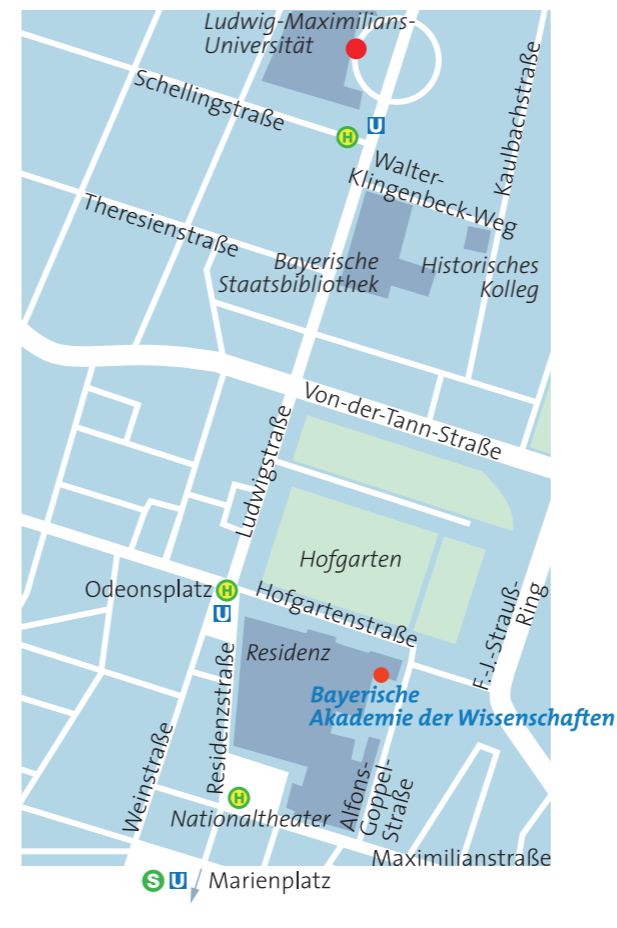 Ludwig-Maximilians-
Universität
Schellingstraße
Kaulbachstraße
U
H
Walter-
Klingenbeck-Weg
Theresienstraße
Bayerische
Staatsbibliothek
Historisches
Kolleg
Von-der-Tann-Straße
Ludwigstraße
Hofgarten
Odeonsplatz
H
U
Hofgartenstraße
F.-J.-Strauß-
Ring
Residenz
Residenzstraße
Bayerische
Akademie der Wissenschaften
Weinstraße
H
Nationaltheater
Alfons-
Goppel-
Straße
Maximilianstraße
S U Marienplatz